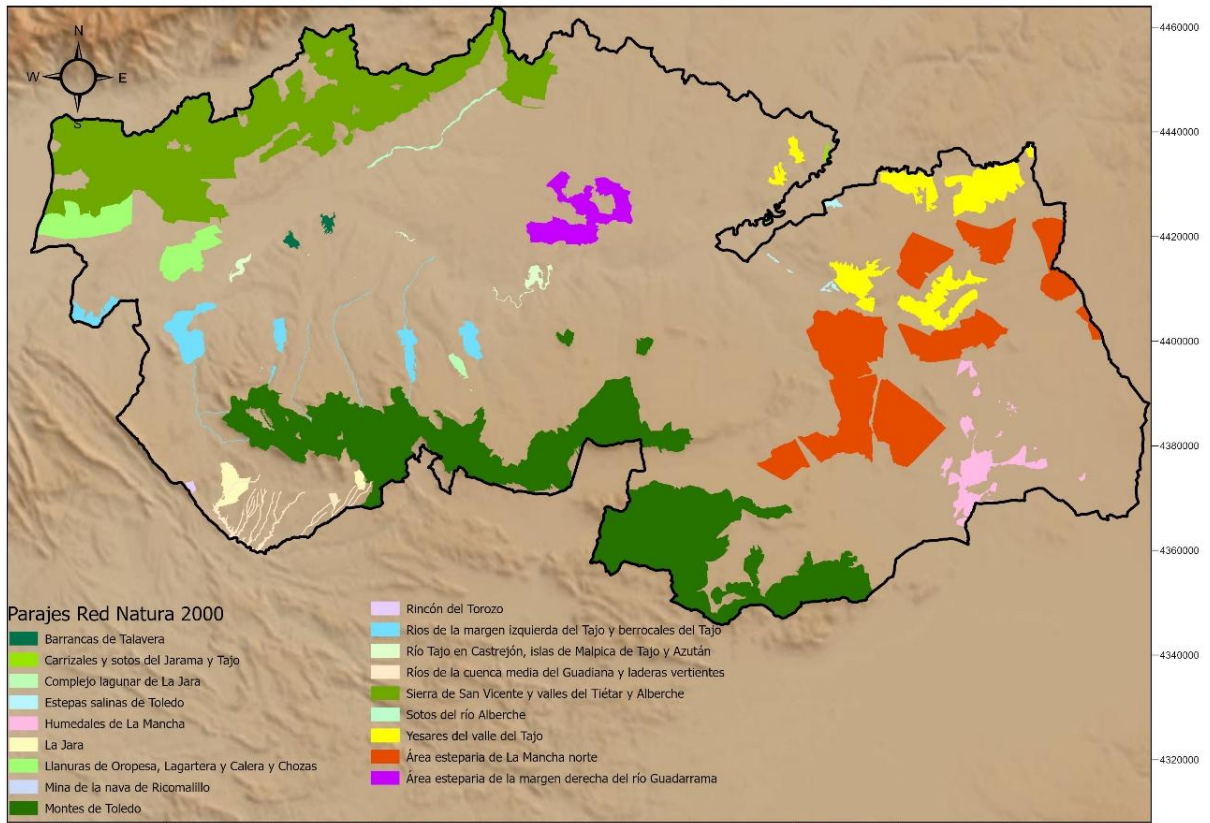 N
W
E
S
4460000
4440000
4420000
4400000
4380000
4360000
4340000
4320000
Parajes Red Natura 2000
Barrancas de Talavera
Carrizales y sotos del Jarama y Tajo
Complejo lagunar de La Jara
Estepas salinas de Toledo
Humedales de La Mancha
La Jara
Llanuras de Oropesa, Lagartera y Calera y Chozas
Mina de la nava de Ricomalillo
Montes de Toledo
Rincón del Torozo
Rios de la margen izquierda del Tajo y berrocales del Tajo
Río Tajo en Castrejón, islas de Malpica de Tajo y Azután
Ríos de la cuenca media del Guadiana y laderas vertientes
Sierra de San Vicente y valles del Tiétar y Alberche
Sotos del río Alberche
Yesares del valle del Tajo
Área esteparia de La Mancha norte
Área esteparia de la margen derecha del río Guadarrama